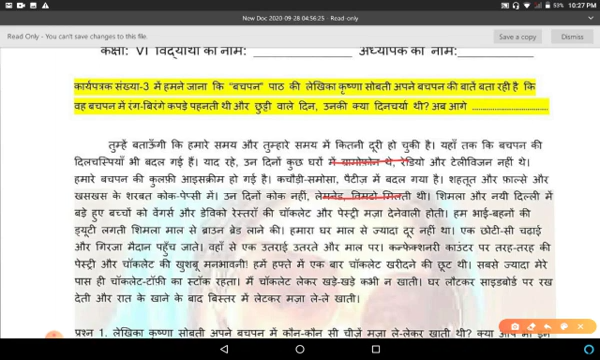 53% 10:27 PM
New Doc 2020-09-28 04:56:25 - Read-only
Read Only - You can't save changes to this file.
Save a copy
Dismiss
कक्षा: VI विद्यार्थी का नाम: ________________ अध्यापक का नाम:____________
कार्यपत्रक संख्या-3 में हमने जाना कि “बचपन” पाठ की लेखिका कृष्णा सोबती अपने बचपन की बातें बता रही है कि
वह बचपन में रंग-बिरंगे कपड़े पहनती थी और छुट्टी वाले दिन, उनकी क्या दिनचर्या थी? अब आगे ...............................
तुम्हें बताऊँगी कि हमारे समय और तुम्हारे समय में कितनी दूरी हो चुकी है। यहाँ तक कि बचपन की
दिलचस्पियाँ भी बदल गई हैं। याद रहे, उन दिनों कुछ घरों में ग्रामोफ़ोन थे, रेडियो और टेलीविजन नहीं थे।
हमारे बचपन की कुलफ़ी आइसक्रीम हो गई है। कचौड़ी-समोसा, पैटीज़ में बदल गया है। शहतूत और फ़ाल्से और
खसखस के शरबत कोक-पेप्सी में। उन दिनों कोक नहीं, लेमनेड, विमटो मिलती थी। शिमला और नयी दिल्ली में
बड़े हुए बच्चों को वेंगर्स और डेविको रेस्तराँ की चॉकलेट और पेस्ट्री मज़ा देनेवाली होती। हम भाई-बहनों की
ड्यूटी लगती शिमला माल से ब्राउन ब्रेड लाने की। हमारा घर माल से ज्यादा दूर नहीं था। एक छोटी-सी चढ़ाई
और गिरजा मैदान पहुँच जाते। वहाँ से एक उतराई उतरते और माल पर। कन्फेक्शनरी काउंटर पर तरह-तरह की
पेस्ट्री और चॉकलेट की खुशबू मनभावनी! हमें हफ्ते में एक बार चॉकलेट खरीदने की छूट थी। सबसे ज्यादा मेरे
पास ही चॉकलेट-टॉफी का स्टॉक रहता। मैं चॉकलेट लेकर खड़े-खड़े कभी न खाती। घर लौटकर साइडबोर्ड पर रख
देती और रात के खाने के बाद बिस्तर में लेटकर मज़ा ले-ले खाती।
प्रश्न 1. लेखिका कृष्णा सोबती अपने बचपन में कौन-कौन सी चीज़ें मज़ा ले-लेकर खाती थी? क्या आप भी इन